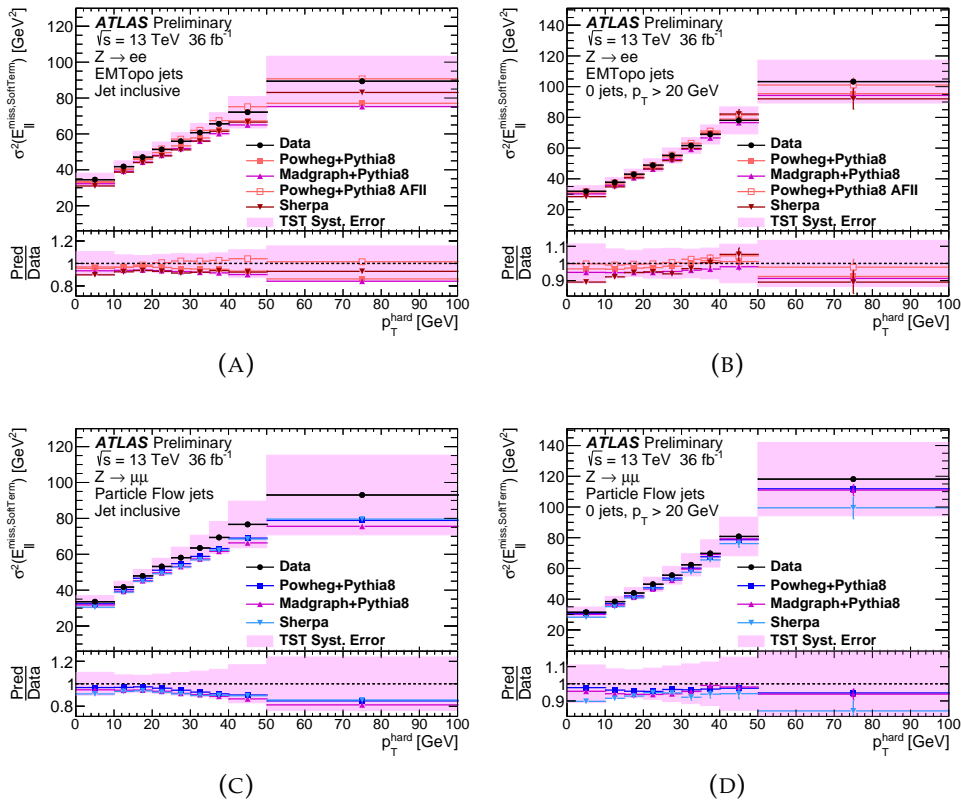 ATLAS Preliminary
√s = 13 TeV 36 fb⁻¹
Z → ee
EMTopo jets
Jet inclusive
Data
Powheg+Pythia8
Madgraph+Pythia8
Powheg+Pythia8 AFII
Sherpa
TST Syst. Error
σ²(E∥^miss,SoftTerm) [GeV²]
120
100
80
60
40
Pred
Data
1.2
1
0.8
0 10 20 30 40 50 60 70 80 90 100
p_T^hard [GeV]
(A)
ATLAS Preliminary
√s = 13 TeV 36 fb⁻¹
Z → ee
EMTopo jets
0 jets, p_T > 20 GeV
Data
Powheg+Pythia8
Madgraph+Pythia8
Powheg+Pythia8 AFII
Sherpa
TST Syst. Error
σ²(E∥^miss,SoftTerm) [GeV²]
140
120
100
80
60
40
Pred
Data
1.1
1
0.9
0 10 20 30 40 50 60 70 80 90 100
p_T^hard [GeV]
(B)
ATLAS Preliminary
√s = 13 TeV 36 fb⁻¹
Z → μμ
Particle Flow jets
Jet inclusive
Data
Powheg+Pythia8
Madgraph+Pythia8
Sherpa
TST Syst. Error
σ²(E∥^miss,SoftTerm) [GeV²]
120
100
80
60
40
Pred
Data
1.2
1
0.8
0 10 20 30 40 50 60 70 80 90 100
p_T^hard [GeV]
(C)
ATLAS Preliminary
√s = 13 TeV 36 fb⁻¹
Z → μμ
Particle Flow jets
0 jets, p_T > 20 GeV
Data
Powheg+Pythia8
Madgraph+Pythia8
Sherpa
TST Syst. Error
σ²(E∥^miss,SoftTerm) [GeV²]
140
120
100
80
60
40
Pred
Data
1.1
1
0.9
0 10 20 30 40 50 60 70 80 90 100
p_T^hard [GeV]
(D)